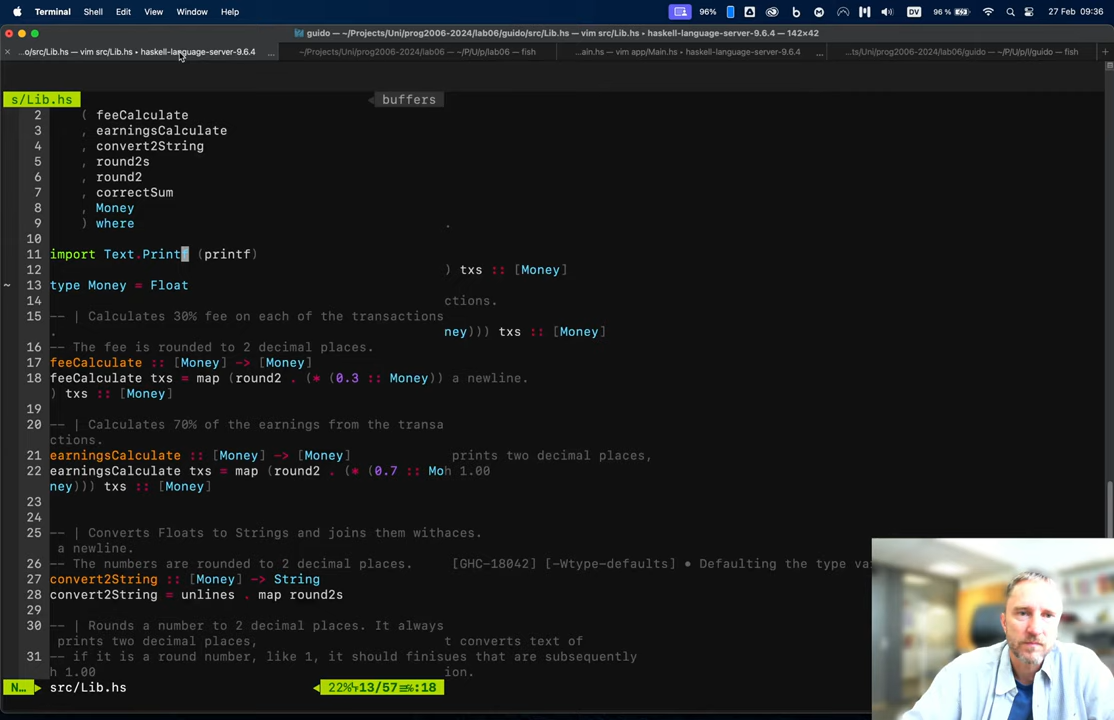 Terminal Shell Edit View Window Help 96% DV 96 % 27 Feb 09:36
guido — ~/Projects/Uni/prog2006-2024/lab06/guido/src/Lib.hs — vim src/Lib.hs • haskell-language-server-9.6.4 — 142×42
...o/src/Lib.hs — vim src/Lib.hs • haskell-language-server-9.6.4 ... ~/Projects/Uni/prog2006-2024/lab06 — ~/P/U/p/lab06 — fish ...ain.hs — vim app/Main.hs • haskell-language-server-9.6.4 ... ...ts/Uni/prog2006-2024/lab06/guido — ~/P/U/p/l/guido — fish
s/Lib.hs buffers
2 ( feeCalculate
3 , earningsCalculate
4 , convert2String
5 , round2s
6 , round2
7 , correctSum
8 , Money
9 ) where .
10
11 import Text.Printf (printf)
12 ) txs :: [Money]
~ 13 type Money = Float
14 ctions.
15 -- | Calculates 30% fee on each of the transactions
. ney))) txs :: [Money]
16 -- The fee is rounded to 2 decimal places.
17 feeCalculate :: [Money] -> [Money]
18 feeCalculate txs = map (round2 . (* (0.3 :: Money)) a newline.
) txs :: [Money]
19
20 -- | Calculates 70% of the earnings from the transa
ctions.
21 earningsCalculate :: [Money] -> [Money] prints two decimal places,
22 earningsCalculate txs = map (round2 . (* (0.7 :: Moh 1.00
ney))) txs :: [Money]
23
24
25 -- | Converts Floats to Strings and joins them withaces.
a newline.
26 -- The numbers are rounded to 2 decimal places. [GHC-18042] [-Wtype-defaults] • Defaulting the type va
27 convert2String :: [Money] -> String
28 convert2String = unlines . map round2s
29
30 -- | Rounds a number to 2 decimal places. It always
prints two decimal places, t converts text of
31 -- if it is a round number, like 1, it should finisues that are subsequently
h 1.00 ion.
N... src/Lib.hs 22% 13/57 :18